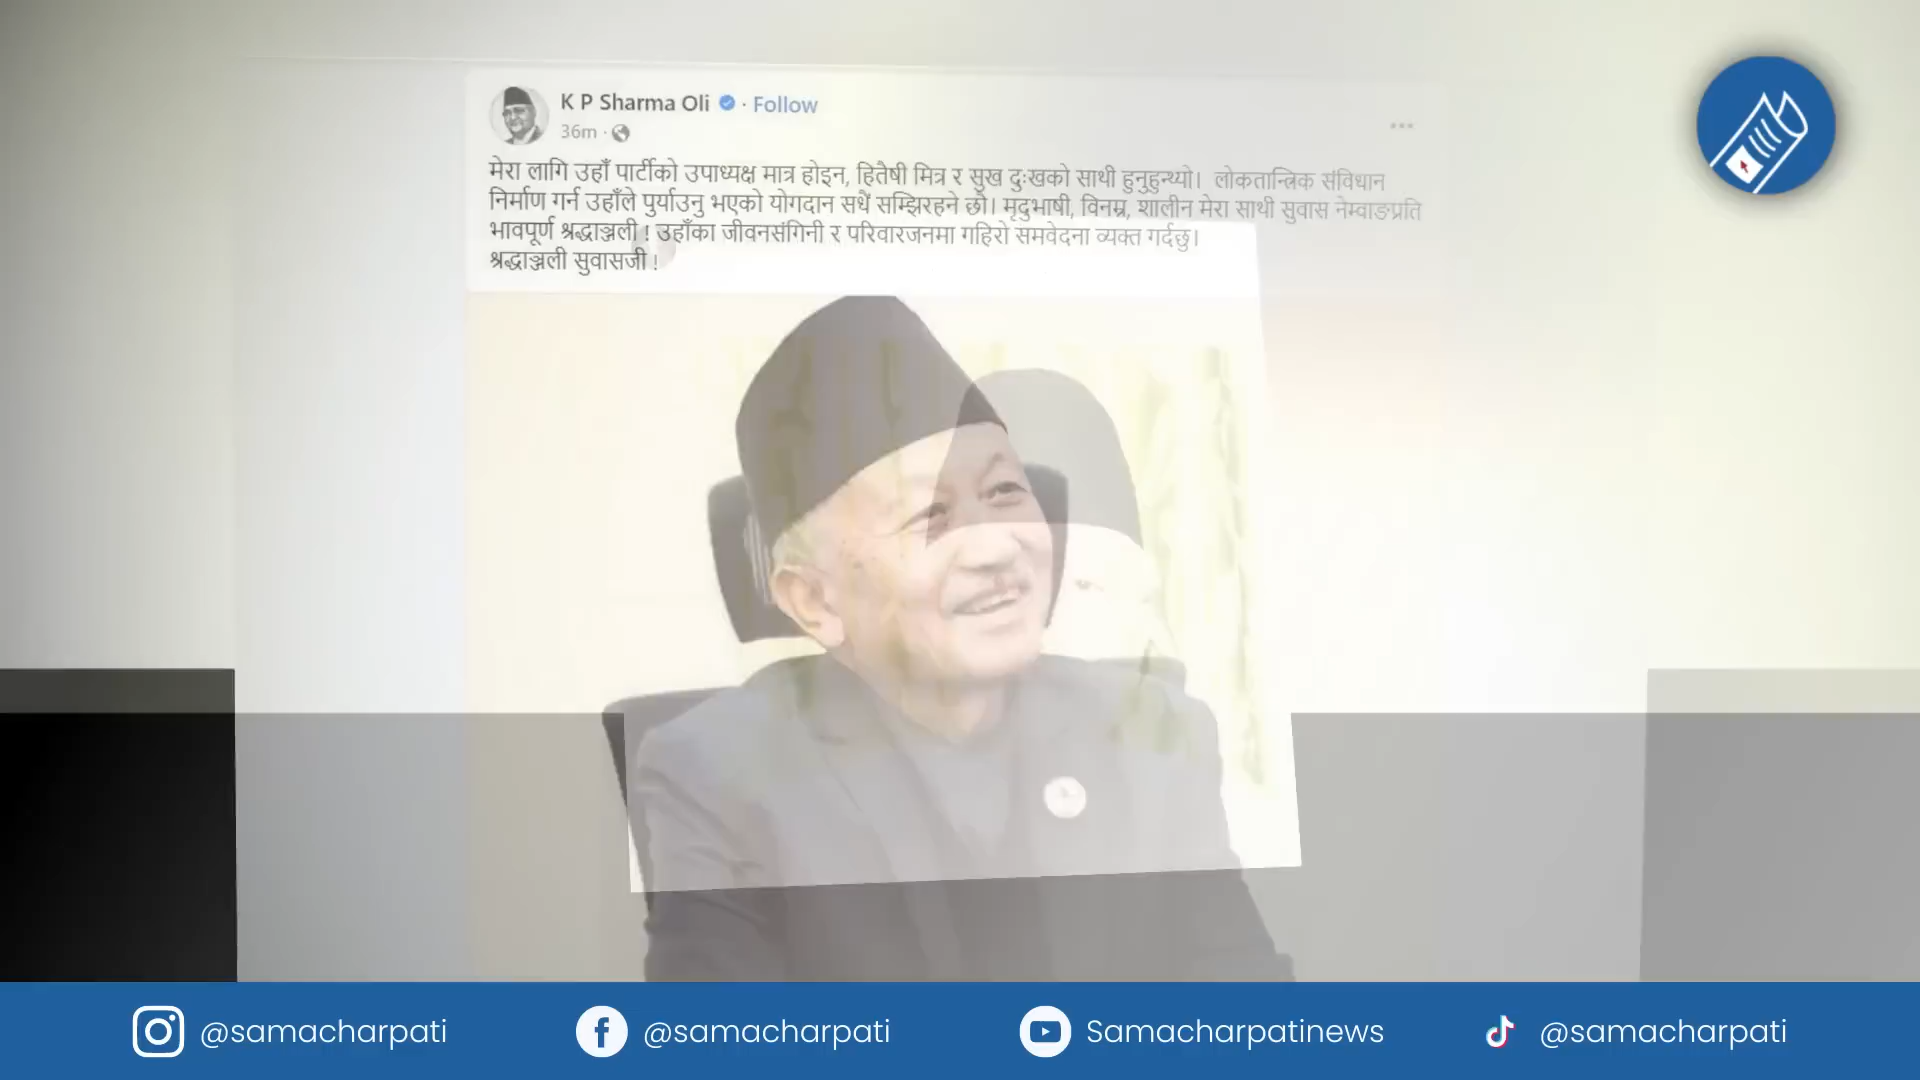 K P Sharma Oli · Follow
36m ·
मेरा लागि उहाँ पार्टीको उपाध्यक्ष मात्र होइन, हितैषी मित्र र सुख दुःखको साथी हुनुहुन्थ्यो। लोकतान्त्रिक संविधान
निर्माण गर्न उहाँले पुर्याउनु भएको योगदान सधैं सम्झिरहने छौ। मृदुभाषी, विनम्र, शालीन मेरा साथी सुवास नेम्वाङप्रति
भावपूर्ण श्रद्धाञ्जली ! उहाँका जीवनसंगिनी र परिवारजनमा गहिरो समवेदना व्यक्त गर्दछु।
श्रद्धाञ्जली सुवासजी !
@samacharpati @samacharpati Samacharpatinews @samacharpati